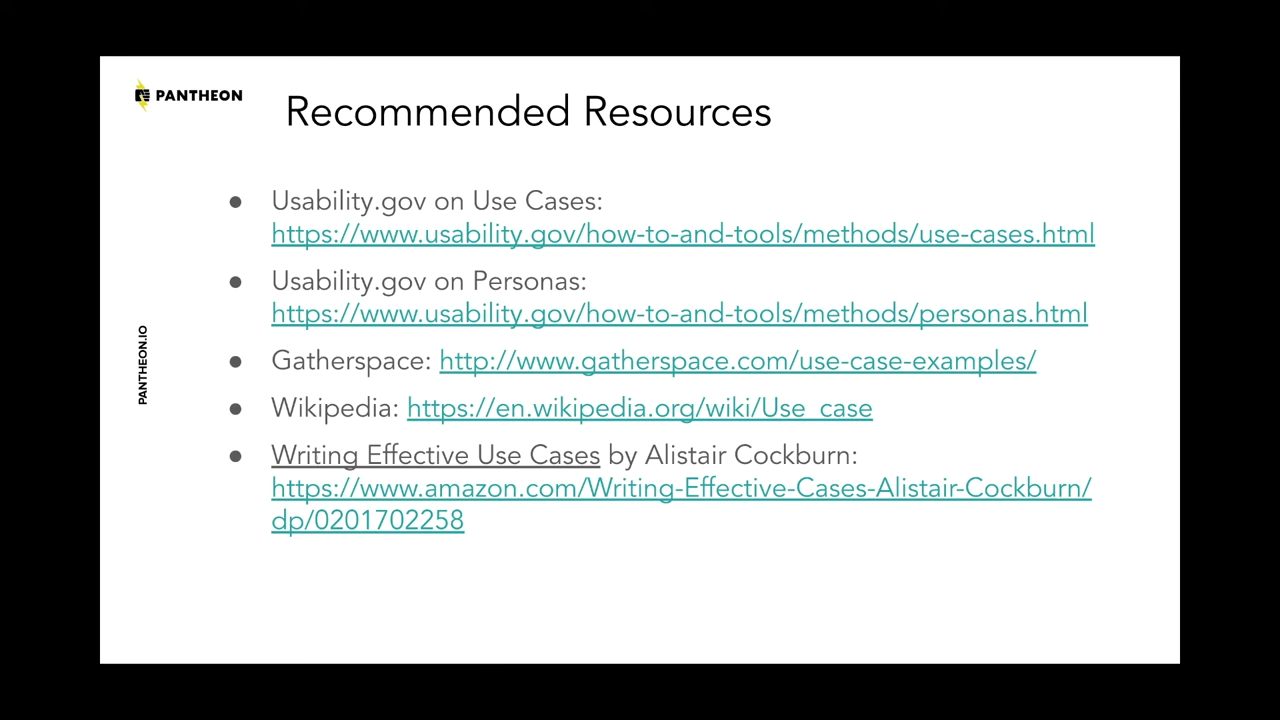 PANTHEON
Recommended Resources
● Usability.gov on Use Cases:
https://www.usability.gov/how-to-and-tools/methods/use-cases.html
● Usability.gov on Personas:
https://www.usability.gov/how-to-and-tools/methods/personas.html
● Gatherspace: http://www.gatherspace.com/use-case-examples/
● Wikipedia: https://en.wikipedia.org/wiki/Use_case
● Writing Effective Use Cases by Alistair Cockburn:
https://www.amazon.com/Writing-Effective-Cases-Alistair-Cockburn/
dp/0201702258
PANTHEON.IO